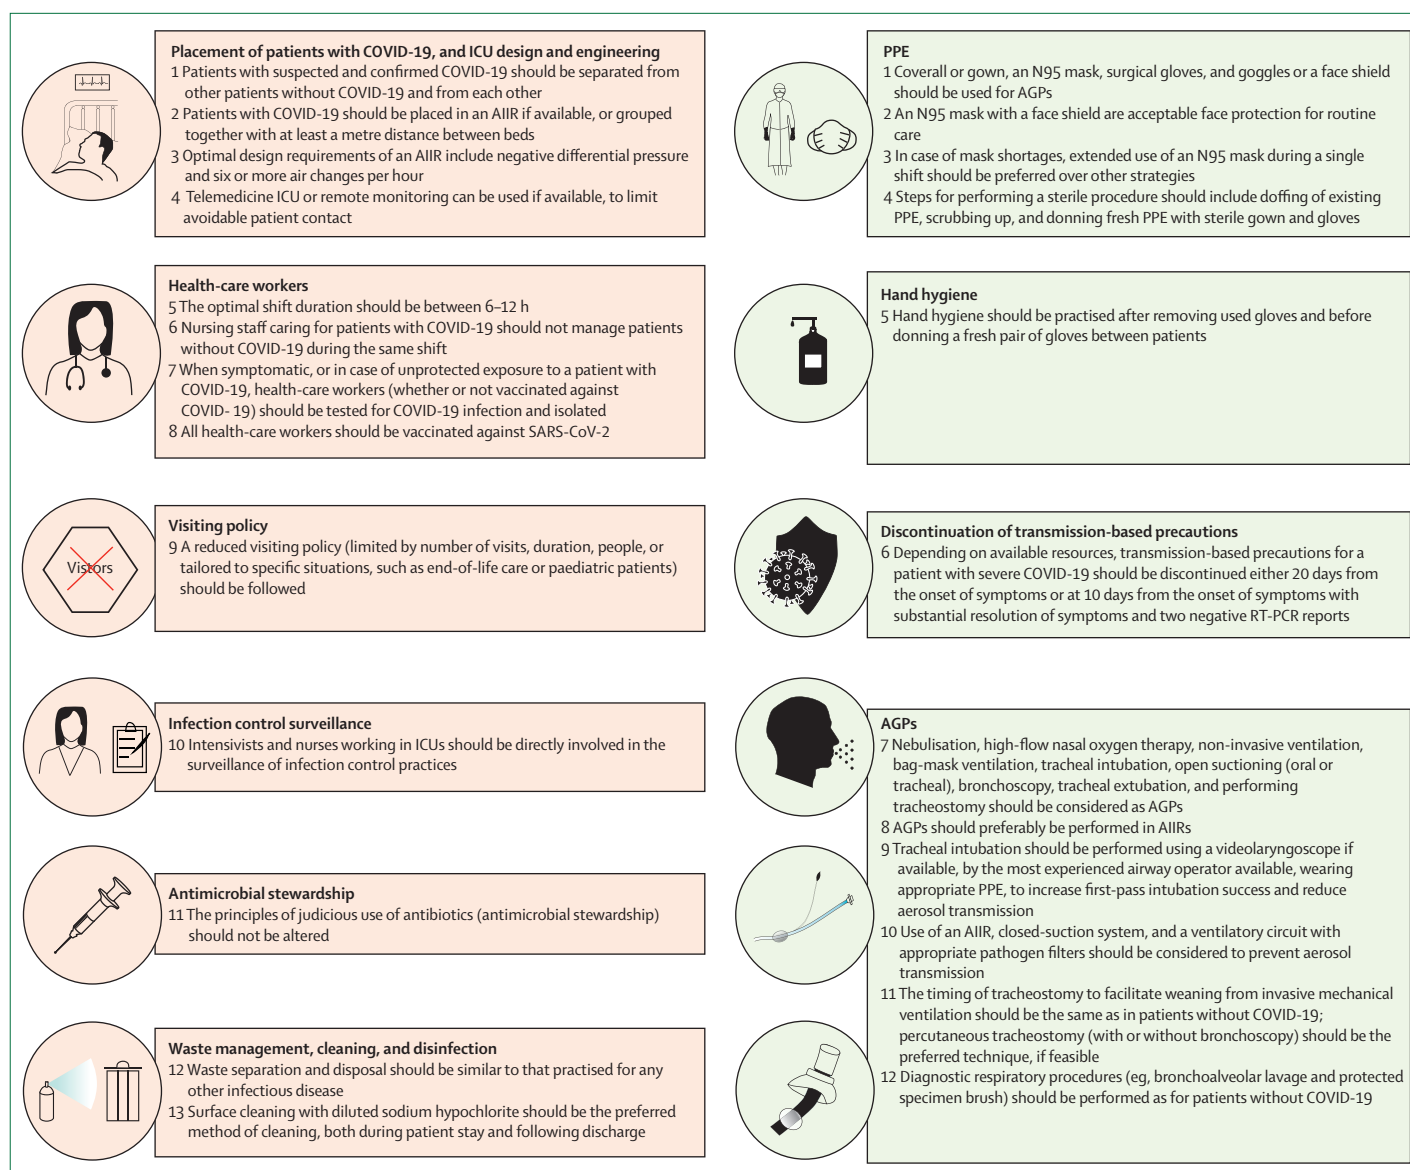 Placement of patients with COVID-19, and ICU design and engineering
1 Patients with suspected and confirmed COVID-19 should be separated from
other patients without COVID-19 and from each other
2 Patients with COVID-19 should be placed in an AIIR if available, or grouped
together with at least a metre distance between beds
3 Optimal design requirements of an AIIR include negative differential pressure
and six or more air changes per hour
4 Telemedicine ICU or remote monitoring can be used if available, to limit
avoidable patient contact
Health-care workers
5 The optimal shift duration should be between 6–12 h
6 Nursing staff caring for patients with COVID-19 should not manage patients
without COVID-19 during the same shift
7 When symptomatic, or in case of unprotected exposure to a patient with
COVID-19, health-care workers (whether or not vaccinated against
COVID- 19) should be tested for COVID-19 infection and isolated
8 All health-care workers should be vaccinated against SARS-CoV-2
Vistors
Visiting policy
9 A reduced visiting policy (limited by number of visits, duration, people, or
tailored to specific situations, such as end-of-life care or paediatric patients)
should be followed
Infection control surveillance
10 Intensivists and nurses working in ICUs should be directly involved in the
surveillance of infection control practices
Antimicrobial stewardship
11 The principles of judicious use of antibiotics (antimicrobial stewardship)
should not be altered
Waste management, cleaning, and disinfection
12 Waste separation and disposal should be similar to that practised for any
other infectious disease
13 Surface cleaning with diluted sodium hypochlorite should be the preferred
method of cleaning, both during patient stay and following discharge
PPE
1 Coverall or gown, an N95 mask, surgical gloves, and goggles or a face shield
should be used for AGPs
2 An N95 mask with a face shield are acceptable face protection for routine
care
3 In case of mask shortages, extended use of an N95 mask during a single
shift should be preferred over other strategies
4 Steps for performing a sterile procedure should include doffing of existing
PPE, scrubbing up, and donning fresh PPE with sterile gown and gloves
Hand hygiene
5 Hand hygiene should be practised after removing used gloves and before
donning a fresh pair of gloves between patients
Discontinuation of transmission-based precautions
6 Depending on available resources, transmission-based precautions for a
patient with severe COVID-19 should be discontinued either 20 days from
the onset of symptoms or at 10 days from the onset of symptoms with
substantial resolution of symptoms and two negative RT-PCR reports
AGPs
7 Nebulisation, high-flow nasal oxygen therapy, non-invasive ventilation,
bag-mask ventilation, tracheal intubation, open suctioning (oral or
tracheal), bronchoscopy, tracheal extubation, and performing
tracheostomy should be considered as AGPs
8 AGPs should preferably be performed in AIIRs
9 Tracheal intubation should be performed using a videolaryngoscope if
available, by the most experienced airway operator available, wearing
appropriate PPE, to increase first-pass intubation success and reduce
aerosol transmission
10 Use of an AIIR, closed-suction system, and a ventilatory circuit with
appropriate pathogen filters should be considered to prevent aerosol
transmission
11 The timing of tracheostomy to facilitate weaning from invasive mechanical
ventilation should be the same as in patients without COVID-19;
percutaneous tracheostomy (with or without bronchoscopy) should be the
preferred technique, if feasible
12 Diagnostic respiratory procedures (eg, bronchoalveolar lavage and protected
specimen brush) should be performed as for patients without COVID-19